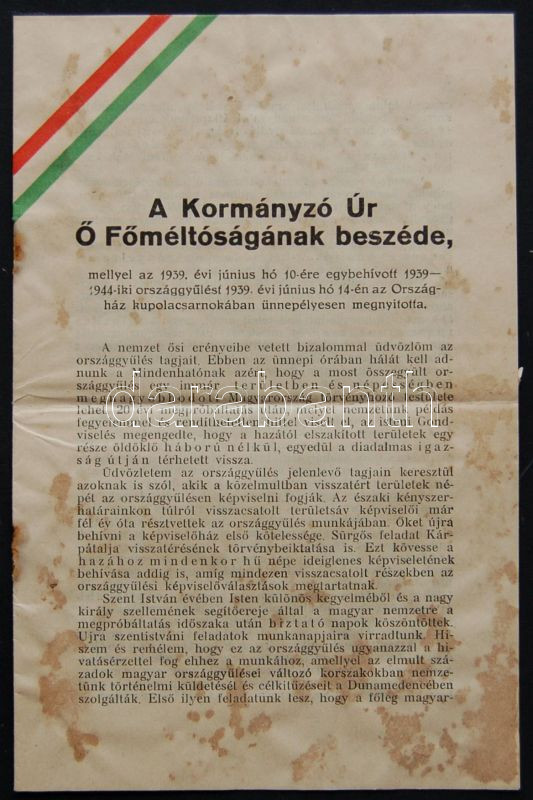 A Kormányzó Úr
Ő Főméltóságának beszéde,
mellyel az 1939. évi június hó 10-ére egybehívott 1939—
1944-iki országgyűlést 1939. évi június hó 14-én az Ország-
ház kupolacsarnokában ünnepélyesen megnyitotta.
A nemzet ősi erényeibe vetett bizalommal üdvözlöm az
országgyűlés tagjait. Ebben az ünnepi órában hálát kell ad-
nunk a Mindenhatónak azért, hogy a most összegyűlt or-
szággyűlés egy immár területben és népességben
megnagyobbodott Magyarország törvényhozó testülete
lehet. 20 évi megpróbáltatás után, melyet nemzetünk példás
fegyelemmel s rendíthetetlen hittel viselt el, az isteni Gond-
viselés megengedte, hogy a hazától elszakított területek egy
része öldöklő háború nélkül, egyedül a diadalmas igaz-
ság útján térhetett vissza.
Üdvözletem az országgyűlés jelenlevő tagjain keresztül
azoknak is szól, akik a közelmultban visszatért területek né-
pét az országgyűlésen képviselni fogják. Az északi kényszer-
határainkon túlról visszacsatolt területsáv képviselői már
fél év óta résztvettek az országgyűlés munkájában. Őket újra
behívni a képviselőház első kötelessége. Sürgős feladat Kár-
pátalja visszatérésének törvénybeiktatása is. Ezt kövesse a
hazához mindenkor hű népe ideiglenes képviseletének
behívása addig is, amíg mindezen visszacsatolt részekben az
országgyűlési képviselőválasztások megtartatnak.
Szent István évében Isten különös kegyelméből és a nagy
király szellemének segítőereje által a magyar nemzetre a
megpróbáltatás időszaka után biztató napok köszöntöttek.
Ujra szentistváni feladatok munkanapjaira virradtunk. Hi-
szem és remélem, hogy ez az országgyűlés ugyanazzal a hi-
vatásérzettel fog ehhez a munkához, amellyel az elmult szá-
zadok magyar országgyűlései változó korszakokban nemze-
tünk történelmi küldetését és célkitűzéseit a Dunamedencében
szolgálták. Első ilyen feladatunk lesz, hogy a főleg magyar-
darabanth